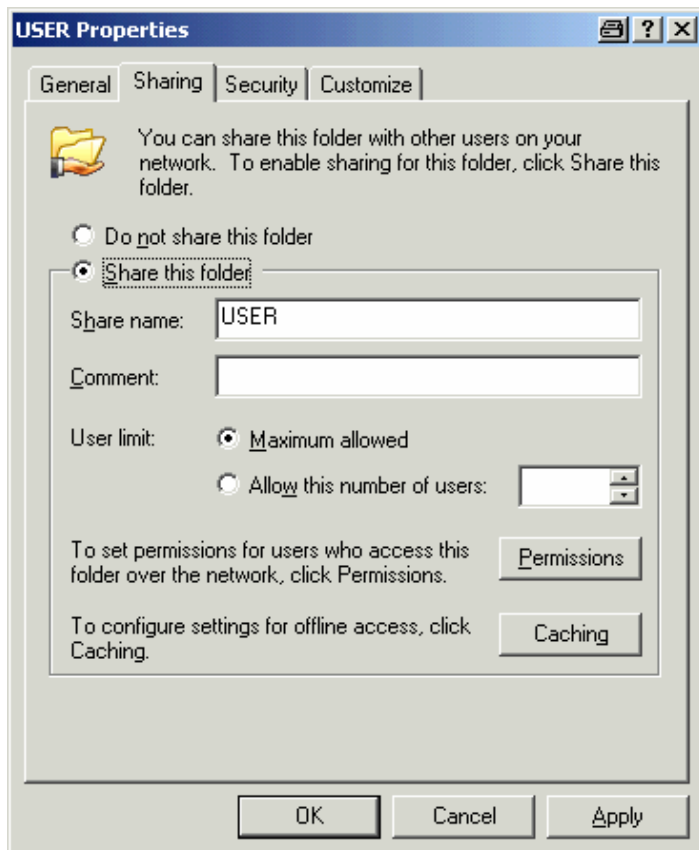 USER Properties
General Sharing Security Customize
You can share this folder with other users on your
network. To enable sharing for this folder, click Share this
folder.
Do not share this folder
Share this folder
Share name: USER
Comment:
User limit: Maximum allowed
Allow this number of users:
To set permissions for users who access this
folder over the network, click Permissions.
Permissions
To configure settings for offline access, click
Caching.
Caching
OK Cancel Apply